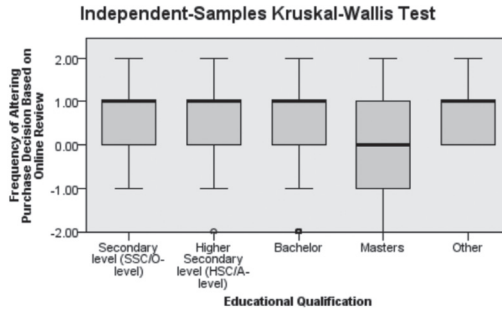 Independent-Samples Kruskal-Wallis Test
Frequency of Altering
Purchase Decision Based on
Online Review
2.00
1.00
0.00
-1.00
-2.00
Secondary
level (SSC/O-
level)
Higher
Secondary
level (HSC/A-
level)
Bachelor
Masters
Other
Educational Qualification